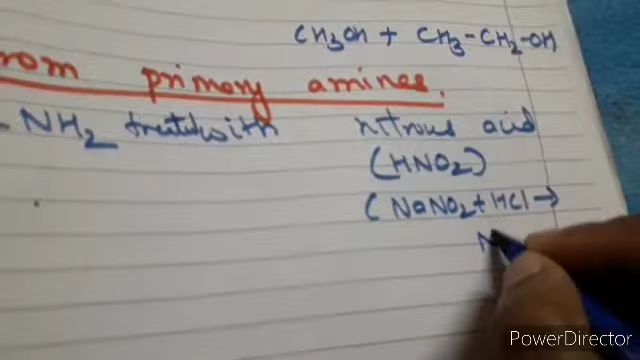 CH3OH + CH3-CH2-OH
rom primary amines.
- NH2 treated with nitrous acid
(HNO2)
(NaNO2+HCl→
N
PowerDirector